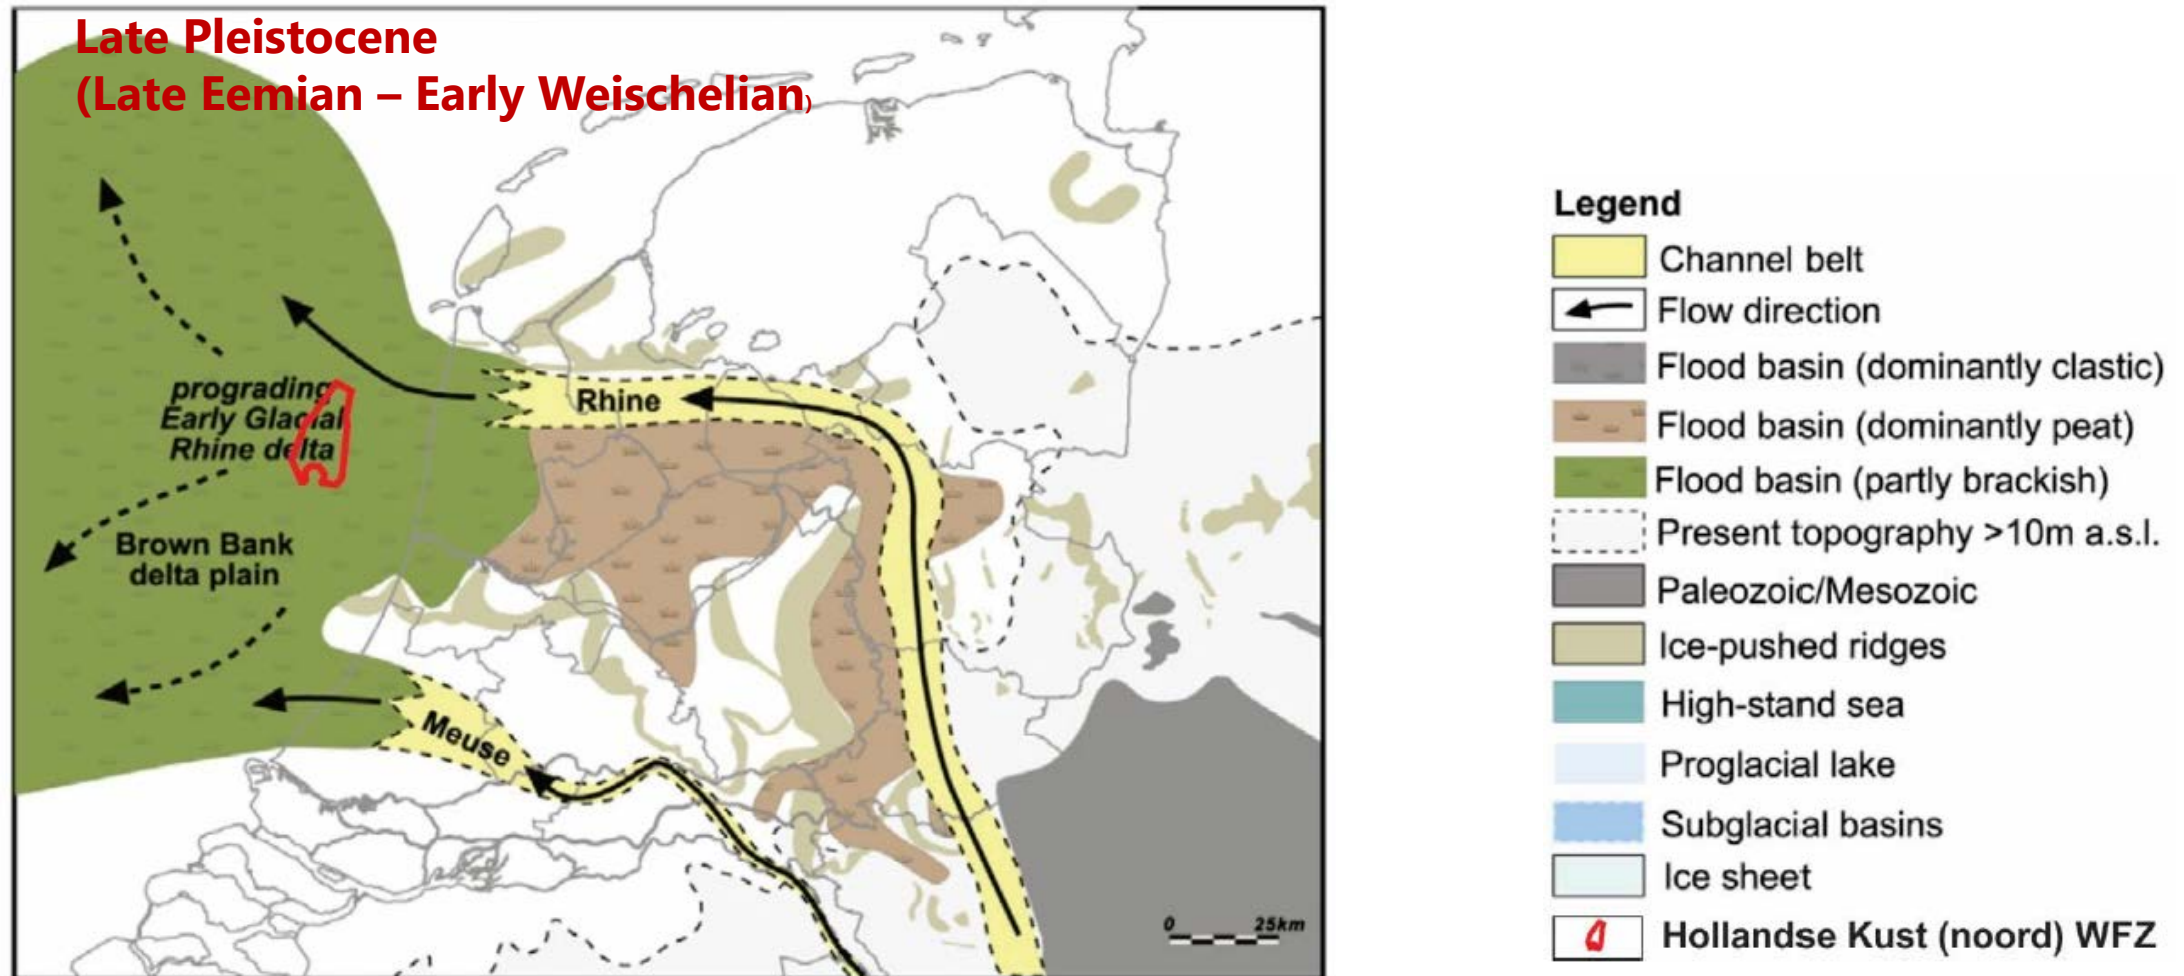 Late Pleistocene
(Late Eemian – Early Weischelian)
prograding
Early Glacial
Rhine delta
Brown Bank
delta plain
Rhine
Meuse
0 25km
Legend
Channel belt
Flow direction
Flood basin (dominantly clastic)
Flood basin (dominantly peat)
Flood basin (partly brackish)
Present topography >10m a.s.l.
Paleozoic/Mesozoic
Ice-pushed ridges
High-stand sea
Proglacial lake
Subglacial basins
Ice sheet
Hollandse Kust (noord) WFZ